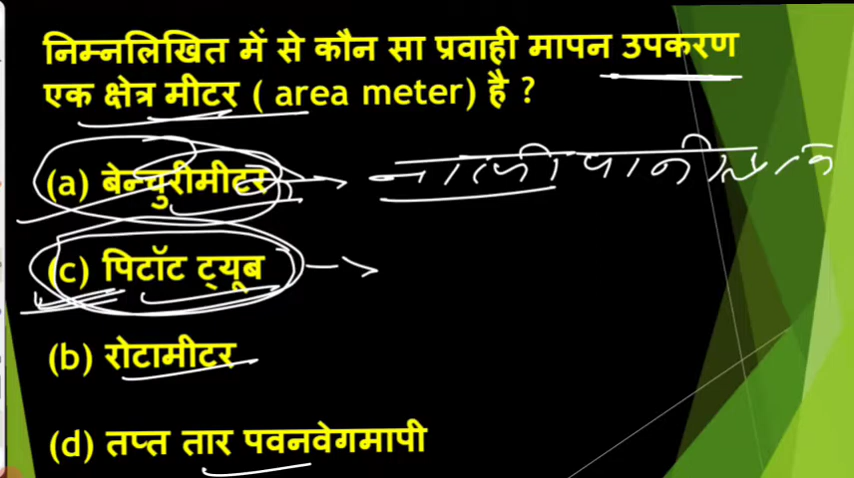 निम्नलिखित में से कौन सा प्रवाही मापन उपकरण
एक क्षेत्र मीटर ( area meter) है ?
(a) बेन्चुरीमीटर
(c) पिटॉट ट्यूब
(b) रोटामीटर
(d) तप्त तार पवनवेगमापी